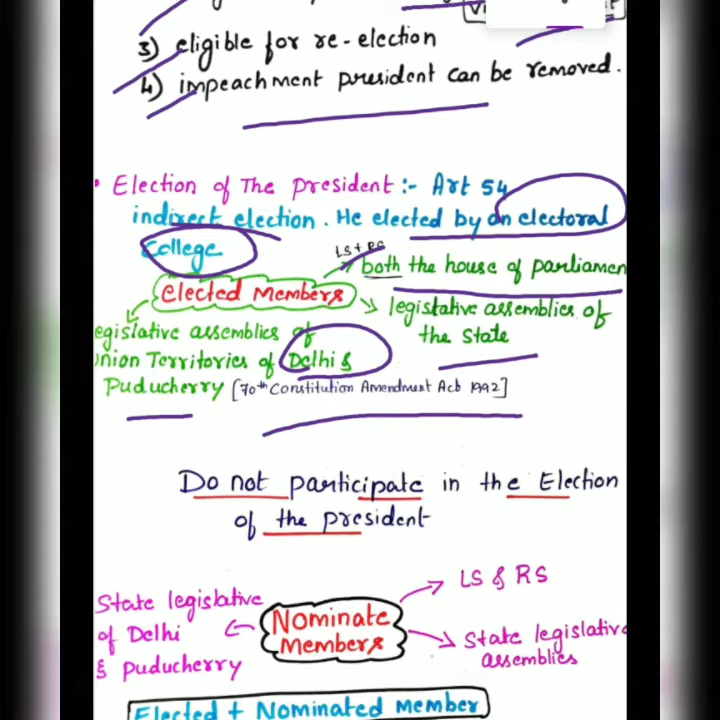 3) eligible for re-election
4) impeachment president can be removed.
• Election of The president :- Art 54
indirect election. He elected by an electoral
college
LS + RS
both the house of parliamen
Elected Members
legislative assemblies of
the state
egislative assemblies of
nion Territories of Delhi &
Puducherry [70th Constitution Amendment Act 1992]
Do not participate in the Election
of the president
LS & RS
State legislative
of Delhi
& puducherry
Nominate
Members
State legislative
assemblies
Elected + Nominated member